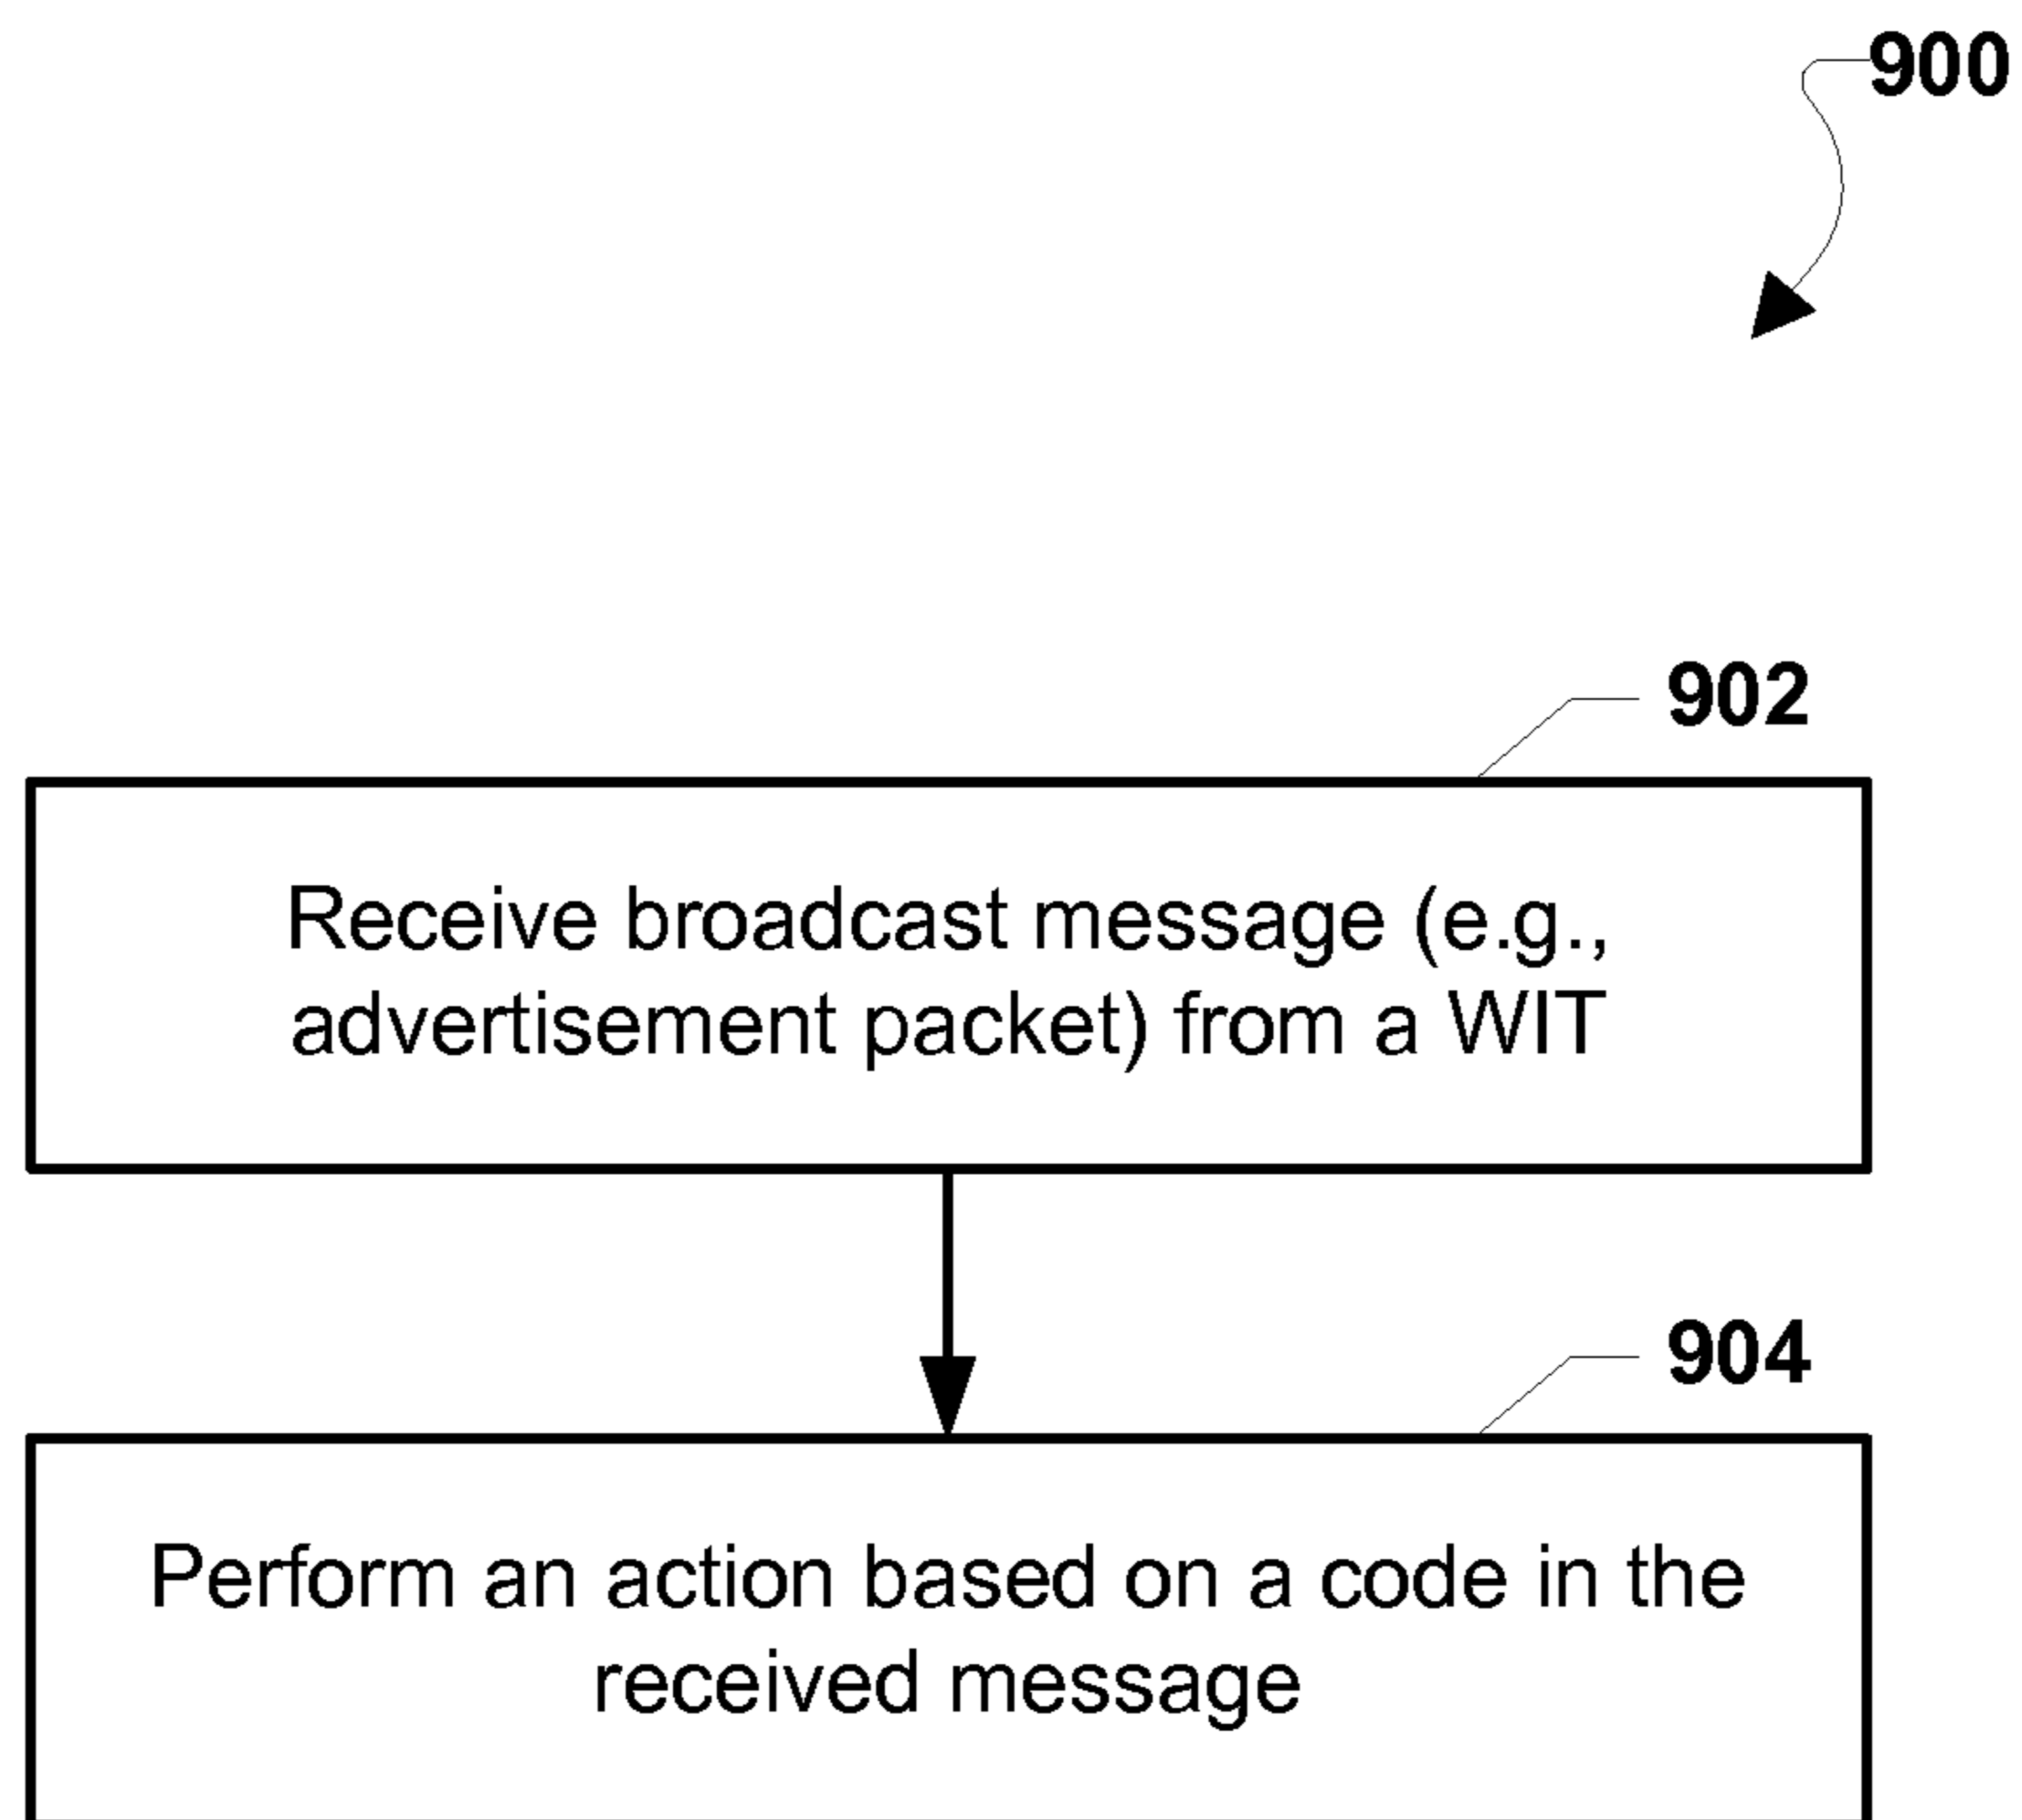 900
902
Receive broadcast message (e.g.,
advertisement packet) from a WIT
904
Perform an action based on a code in the
received message